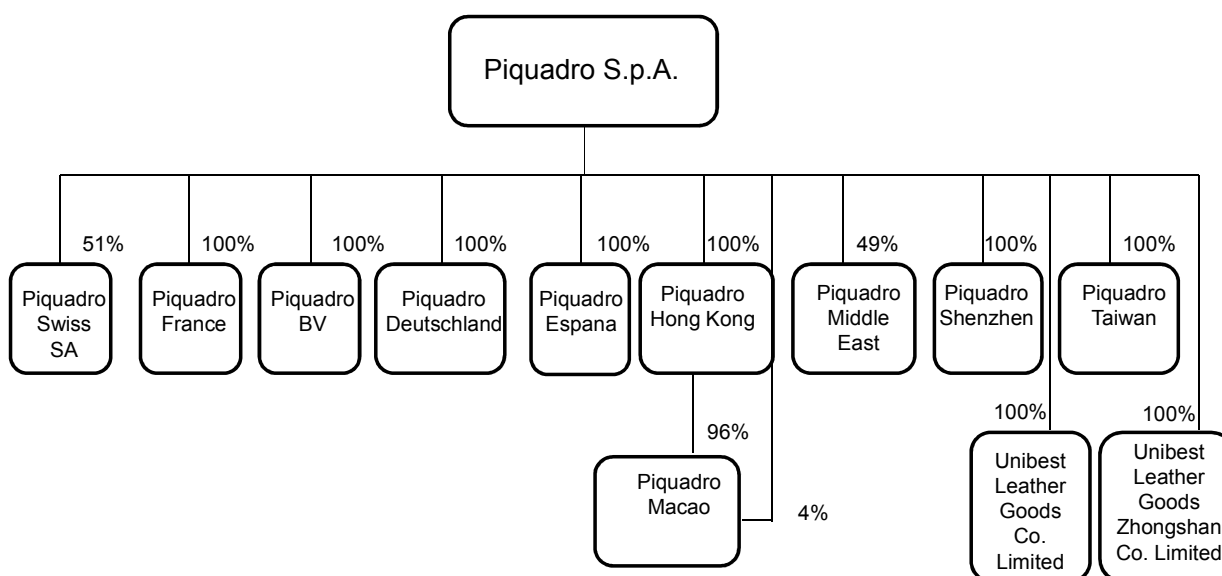 Piquadro S.p.A.
51%
100%
100%
100%
100%
100%
49%
100%
100%
Piquadro
Swiss
SA
Piquadro
France
Piquadro
BV
Piquadro
Deutschland
Piquadro
Espana
Piquadro
Hong Kong
Piquadro
Middle
East
Piquadro
Shenzhen
Piquadro
Taiwan
96%
100%
100%
Piquadro
Macao
4%
Unibest
Leather
Goods
Co.
Limited
Unibest
Leather
Goods
Zhongshan
Co. Limited